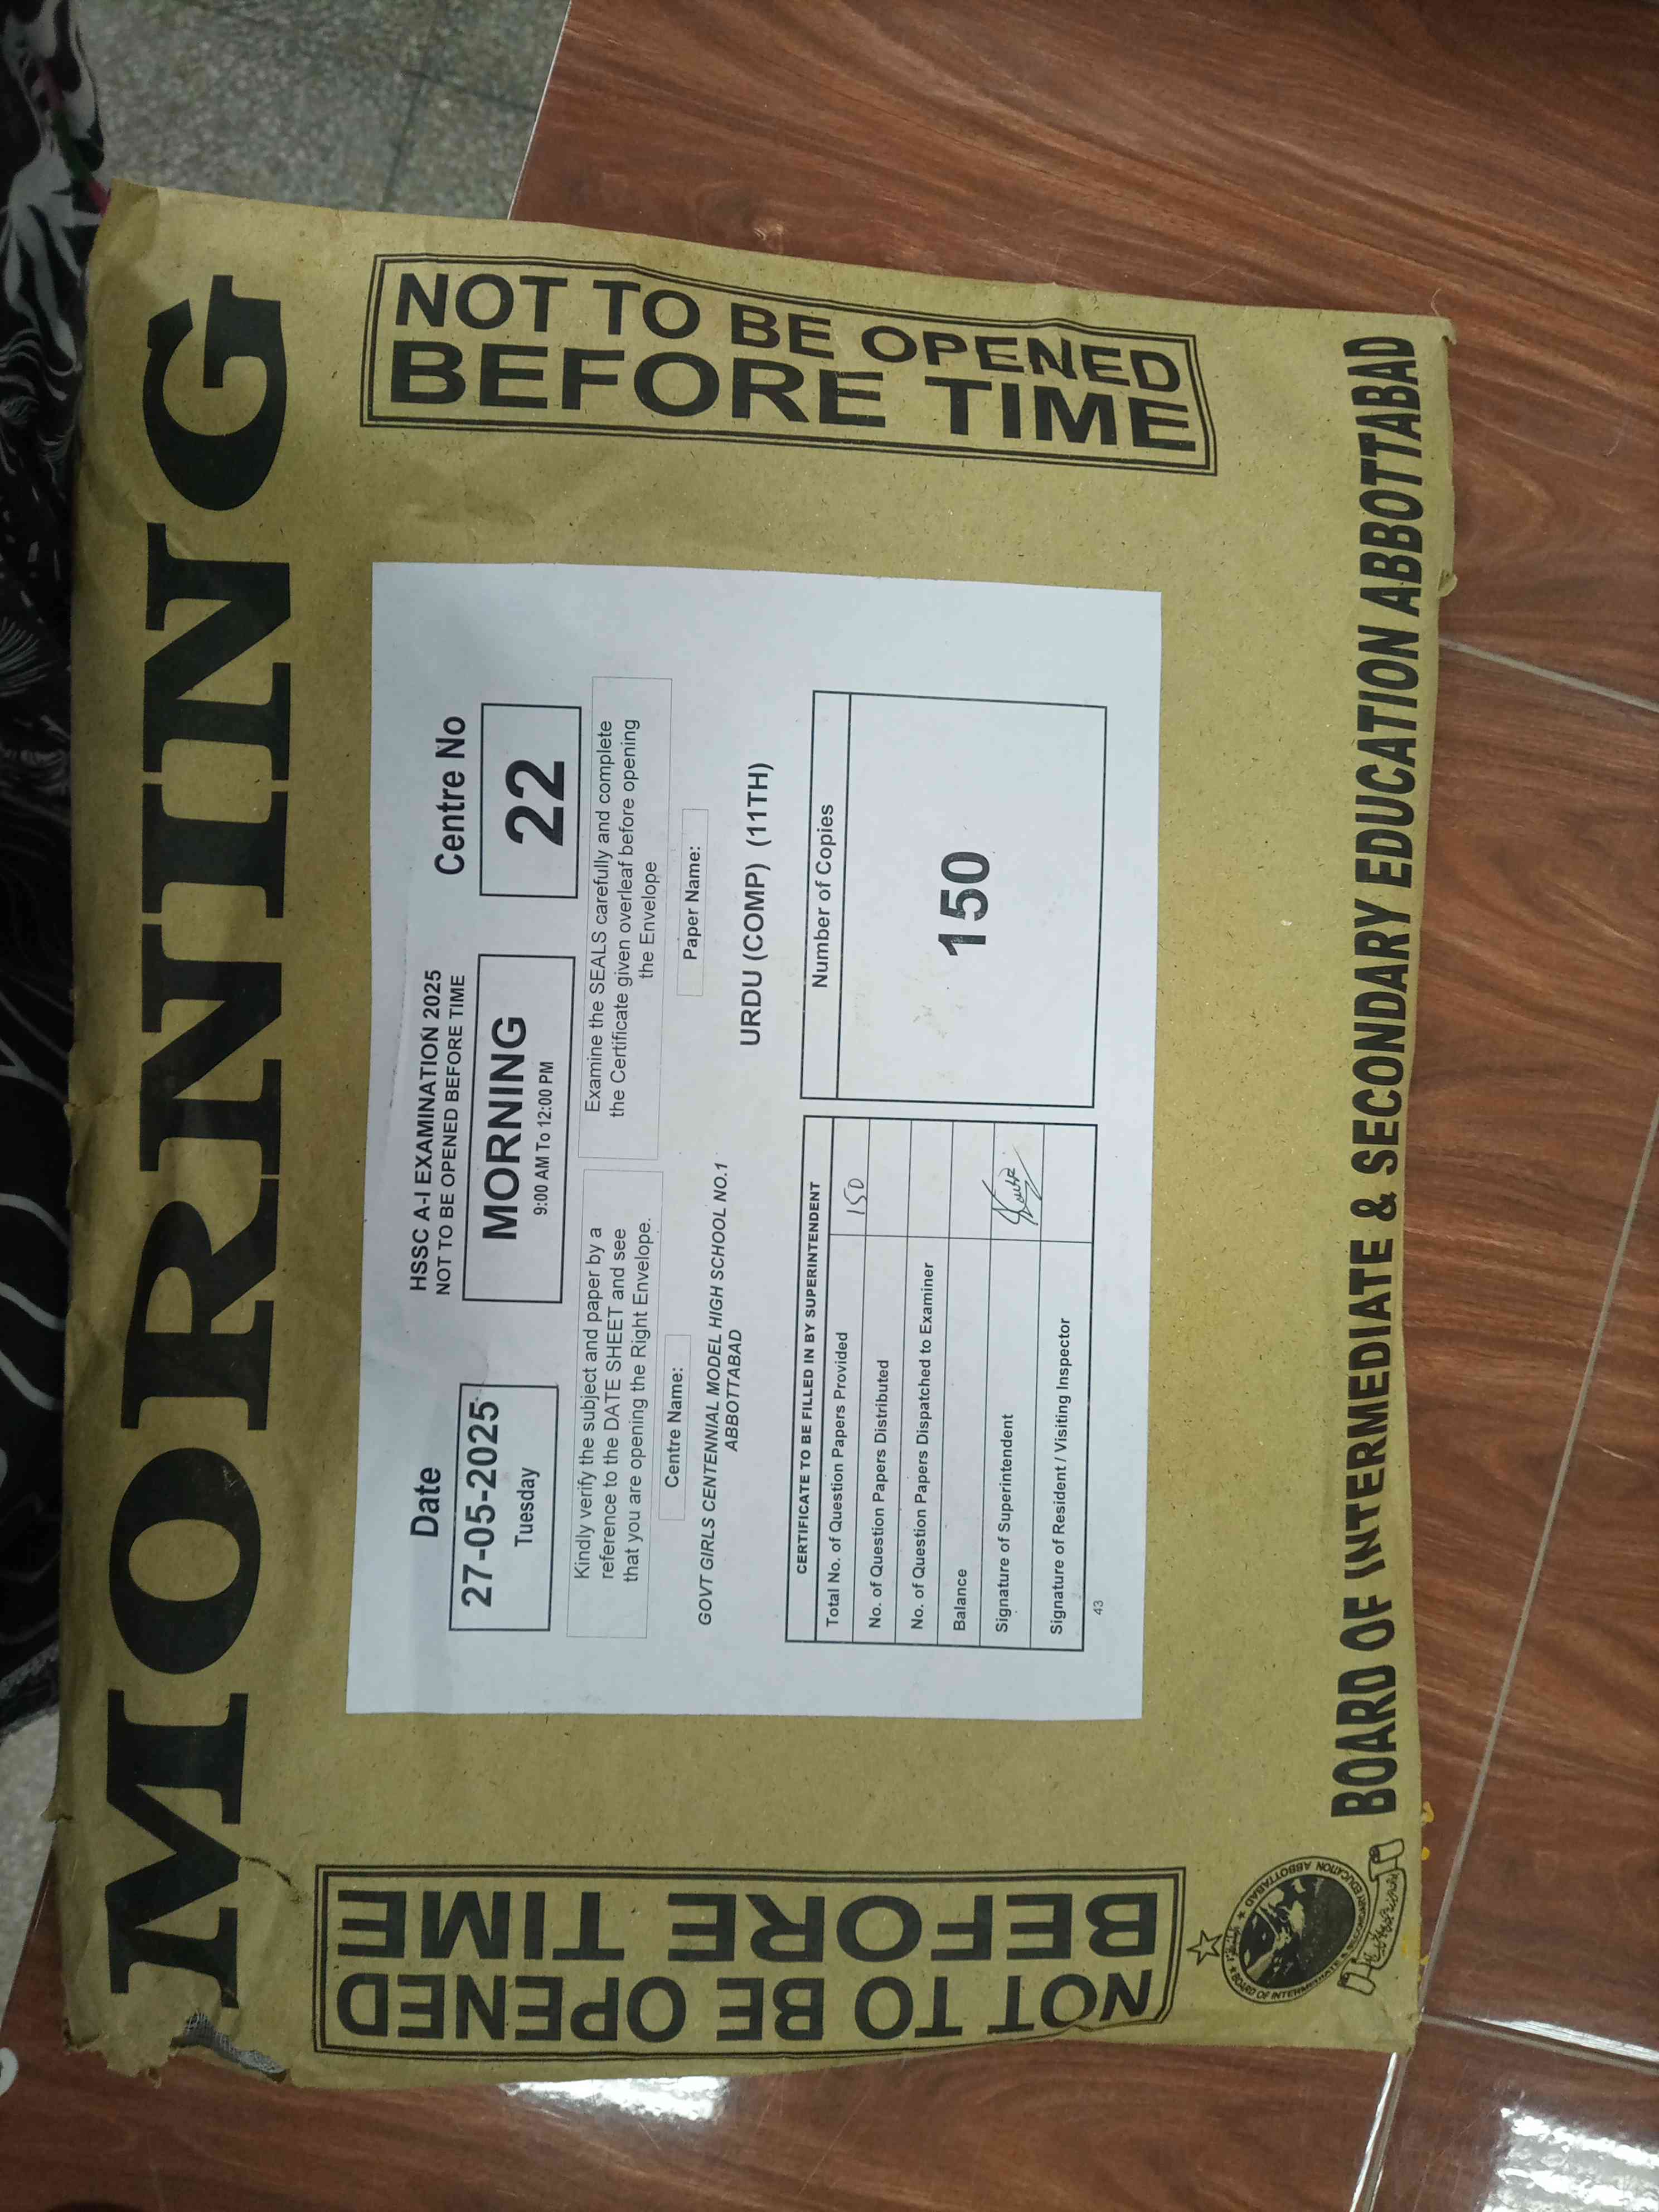 MORNING
NOT TO BE OPENED
BEFORE TIME
NOT TO BE OPENED
BEFORE TIME
Date
27-05-2025
Tuesday
HSSC A-I EXAMINATION 2025
NOT TO BE OPENED BEFORE TIME
MORNING
9:00 AM To 12:00 PM
Centre No
22
Kindly verify the subject and paper by a
reference to the DATE SHEET and see
that you are opening the Right Envelope.
Examine the SEALS carefully and complete
the Certificate given overleaf before opening
the Envelope
Centre Name:
GOVT GIRLS CENTENNIAL MODEL HIGH SCHOOL NO.1
ABBOTTABAD
Paper Name:
URDU (COMP) (11TH)
CERTIFICATE TO BE FILLED IN BY SUPERINTENDENT
Total No. of Question Papers Provided 150
No. of Question Papers Distributed
No. of Question Papers Dispatched to Examiner
Balance
Signature of Superintendent
Signature of Resident / Visiting Inspector
Number of Copies
150
43
BOARD OF INTERMEDIATE & SECONDARY EDUCATION ABBOTTABAD
BOARD OF INTERMEDIATE & SECONDARY EDUCATION ABBOTTABAD